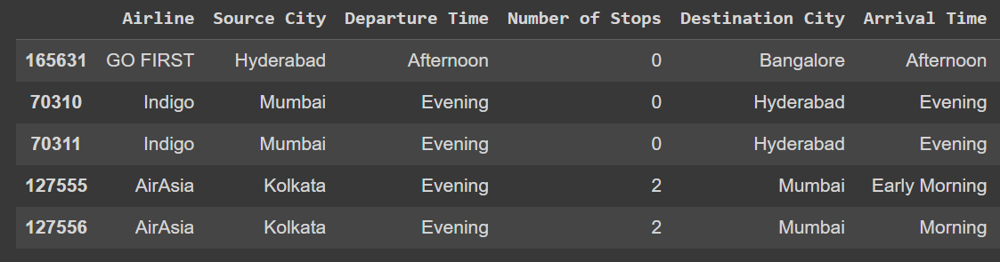 Airline Source City Departure Time Number of Stops Destination City Arrival Time
165631 GO FIRST Hyderabad Afternoon 0 Bangalore Afternoon
70310 Indigo Mumbai Evening 0 Hyderabad Evening
70311 Indigo Mumbai Evening 0 Hyderabad Evening
127555 AirAsia Kolkata Evening 2 Mumbai Early Morning
127556 AirAsia Kolkata Evening 2 Mumbai Morning